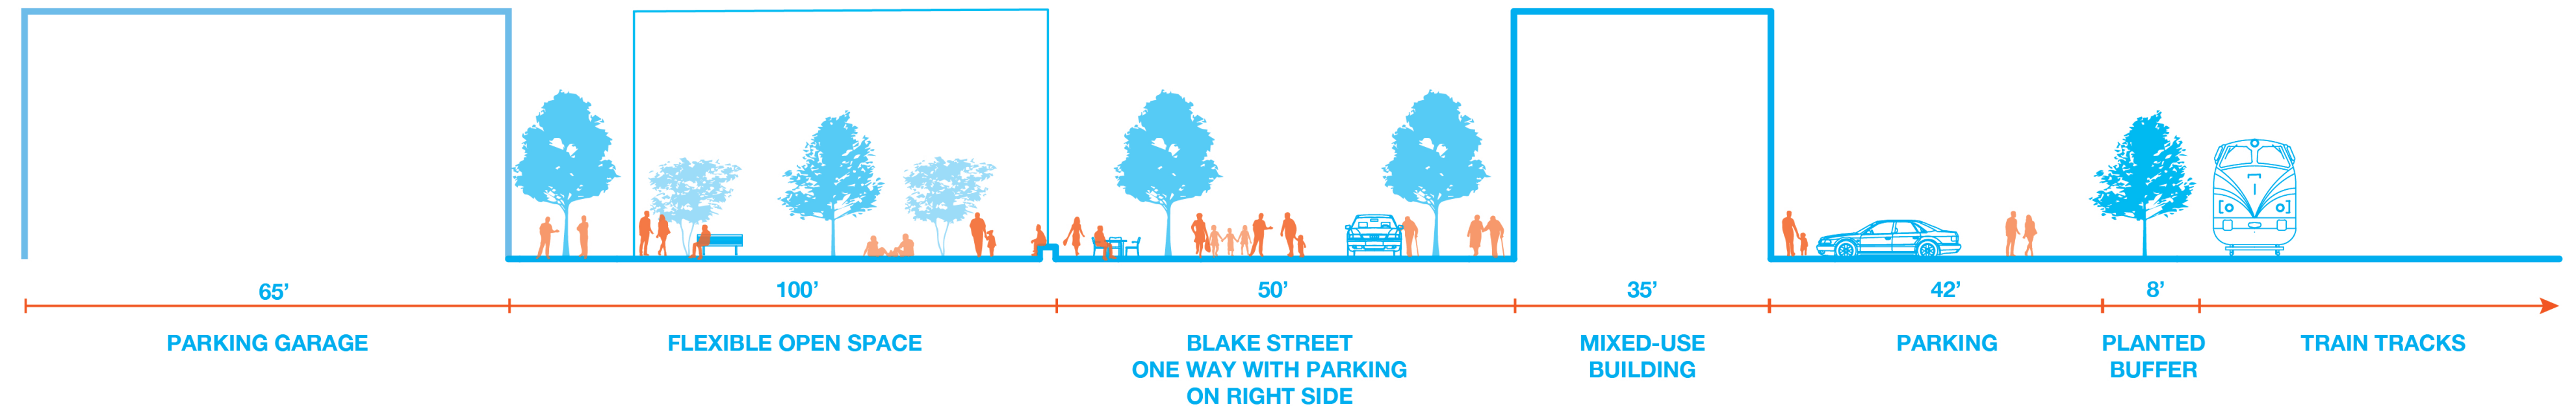 65’
100’
50’
35’
42’
8’
PARKING GARAGE
FLEXIBLE OPEN SPACE
BLAKE STREET
ONE WAY WITH PARKING
ON RIGHT SIDE
MIXED-USE
BUILDING
PARKING
PLANTED
BUFFER
TRAIN TRACKS